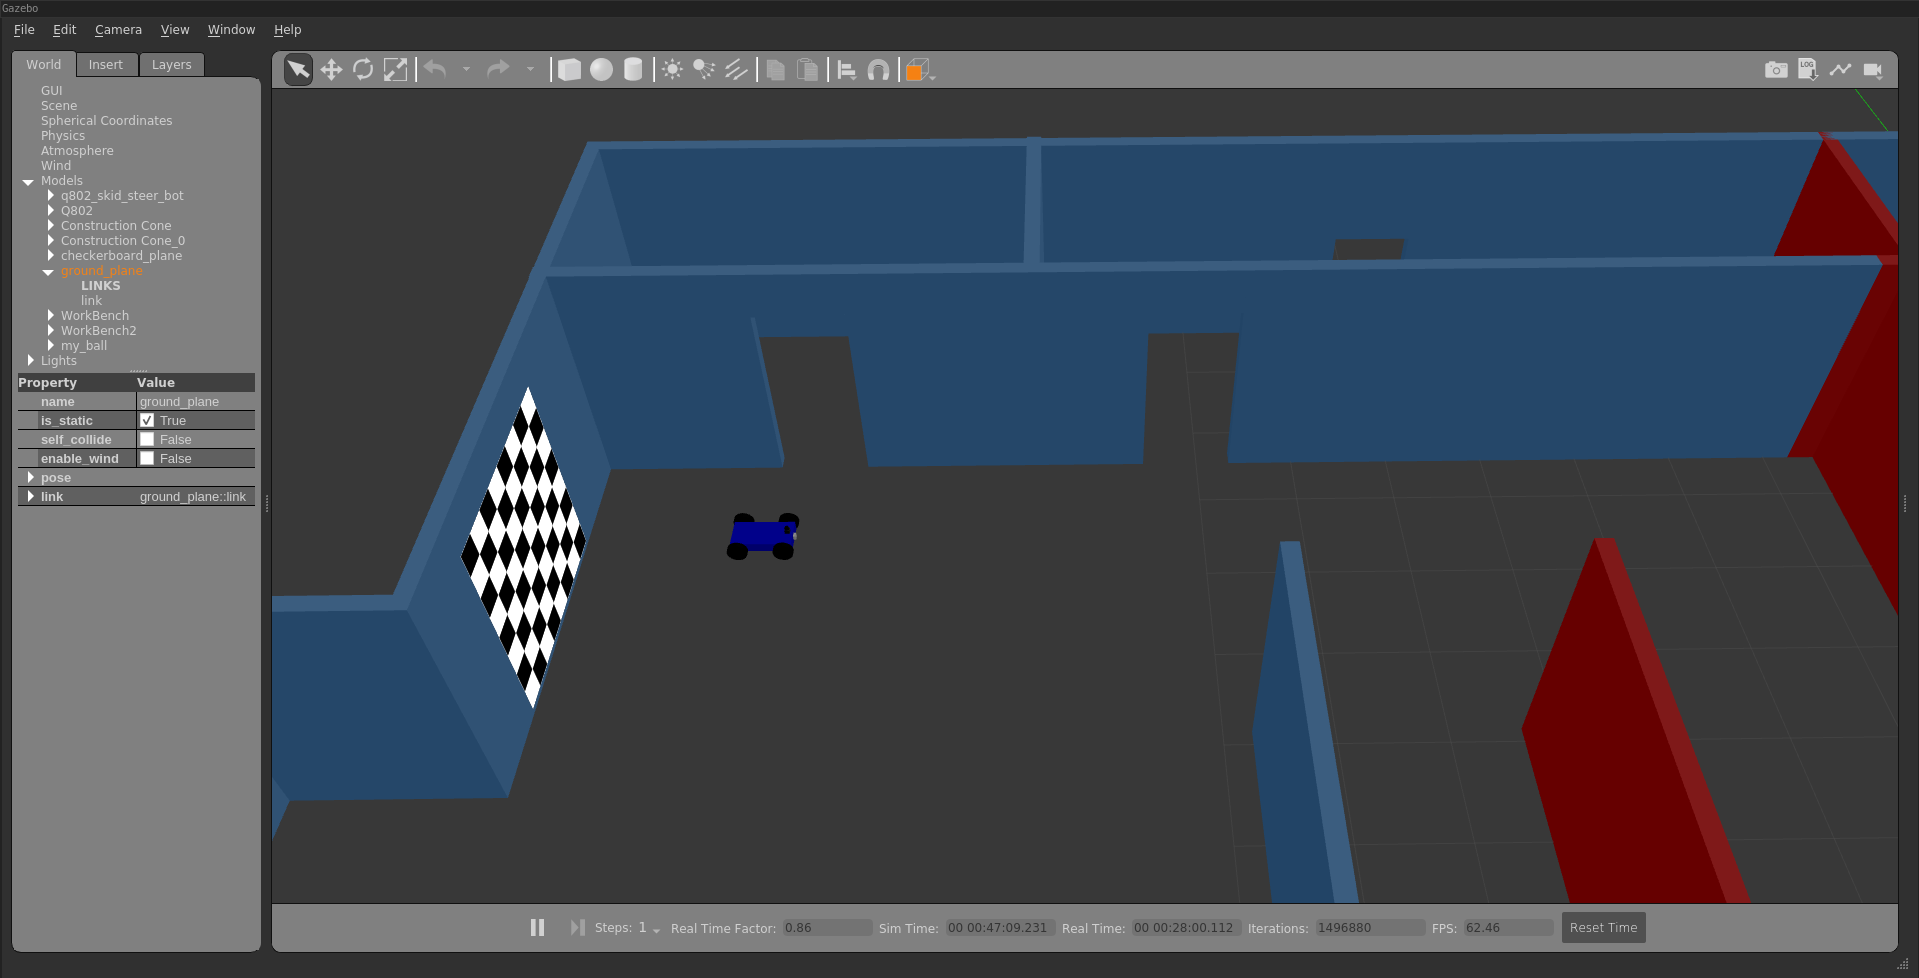 Gazebo
File Edit Camera View Window Help
World Insert Layers
GUI
Scene
Spherical Coordinates
Physics
Atmosphere
Wind
Models
q802_skid_steer_bot
Q802
Construction Cone
Construction Cone_0
checkerboard_plane
ground_plane
LINKS
link
WorkBench
WorkBench2
my_ball
Lights
Property Value
name ground_plane
is_static True
self_collide False
enable_wind False
pose
link ground_plane::link
LOG
Steps: 1 Real Time Factor: 0.86 Sim Time: 00 00:47:09.231 Real Time: 00 00:28:00.112 Iterations: 1496880 FPS: 62.46 Reset Time